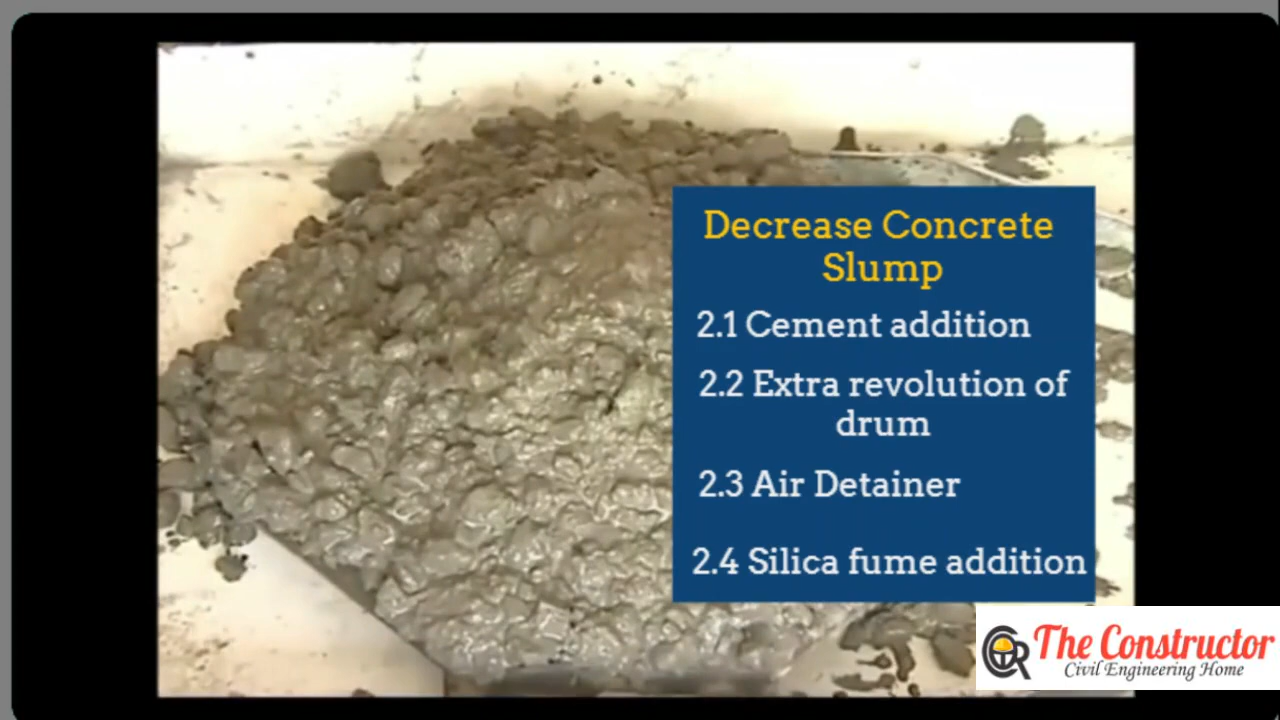 Decrease Concrete
Slump
2.1 Cement addition
2.2 Extra revolution of
drum
2.3 Air Detainer
2.4 Silica fume addition
The Constructor
Civil Engineering Home